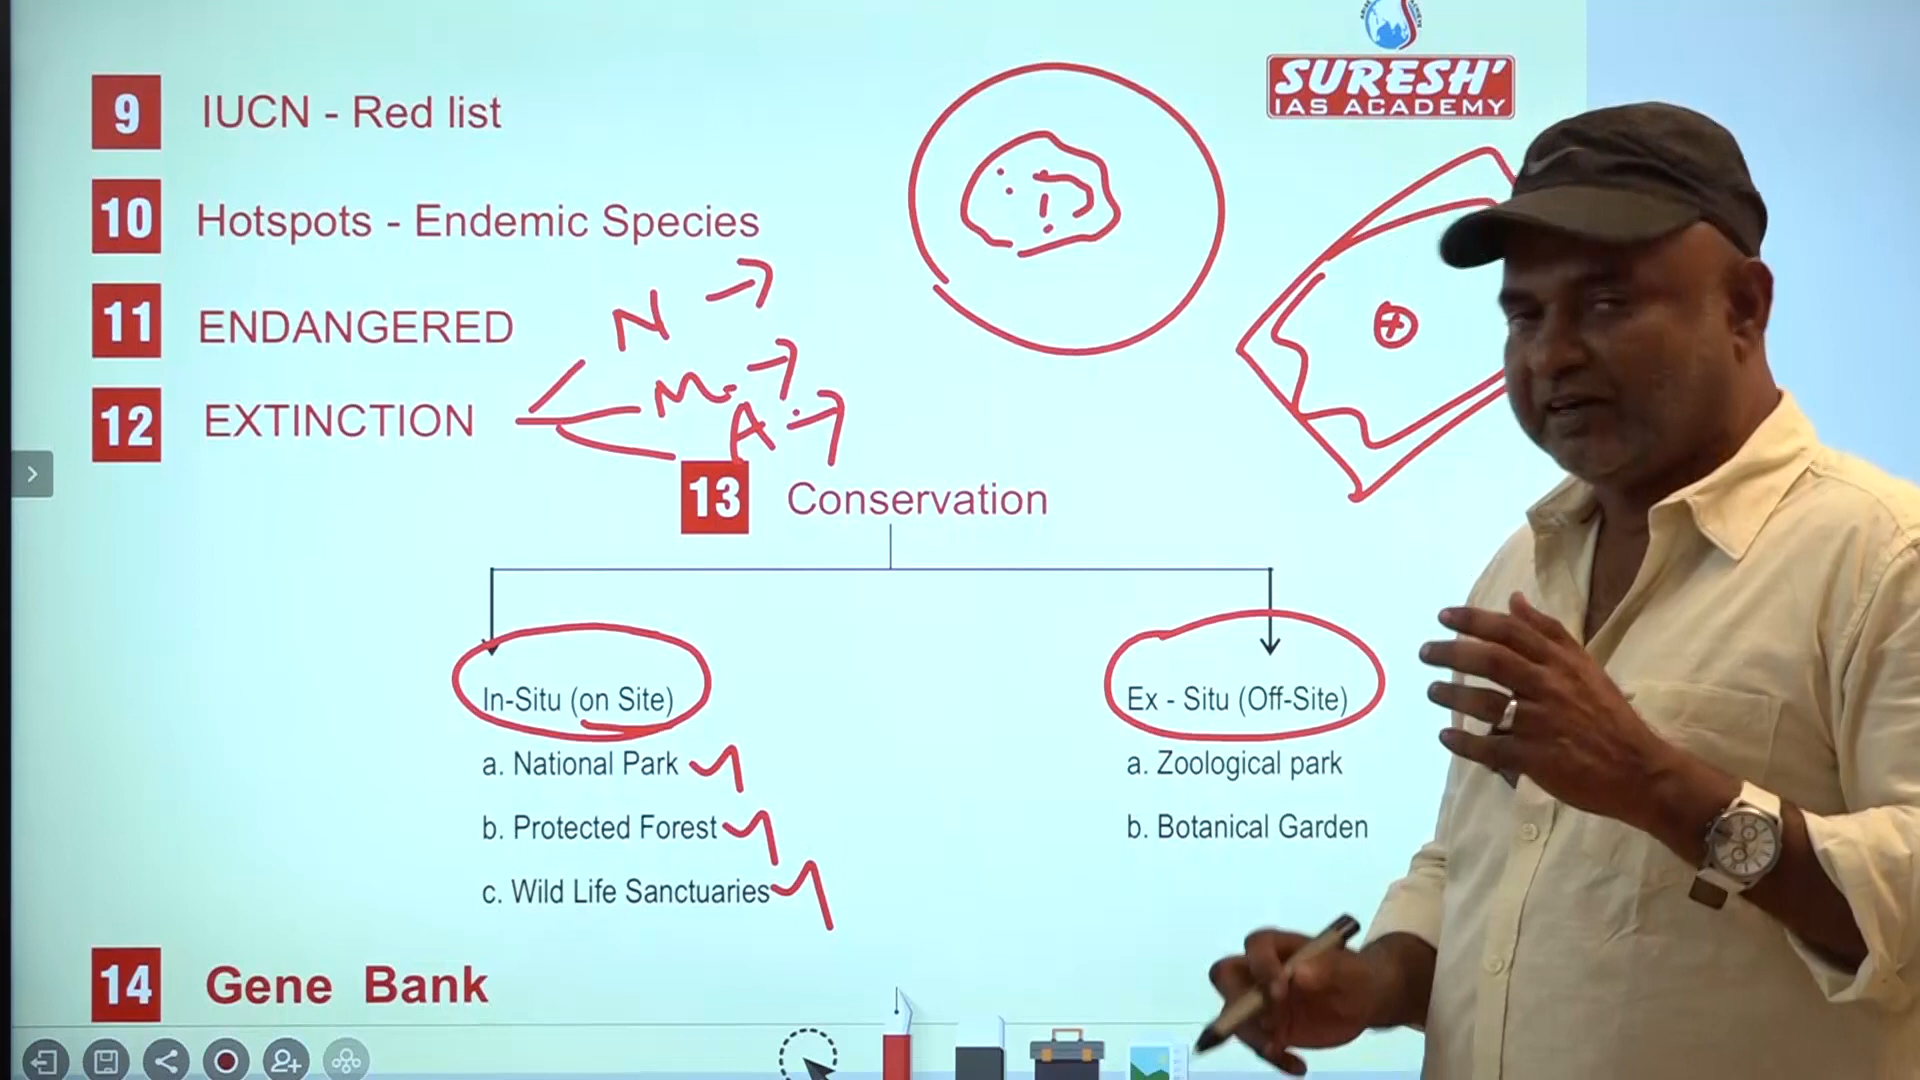 SURESH'
IAS ACADEMY
9 IUCN - Red list
10 Hotspots - Endemic Species
11 ENDANGERED
12 EXTINCTION
N
M
A
13 Conservation
In-Situ (on Site)
a. National Park
b. Protected Forest
c. Wild Life Sanctuaries
Ex - Situ (Off-Site)
a. Zoological park
b. Botanical Garden
14 Gene Bank